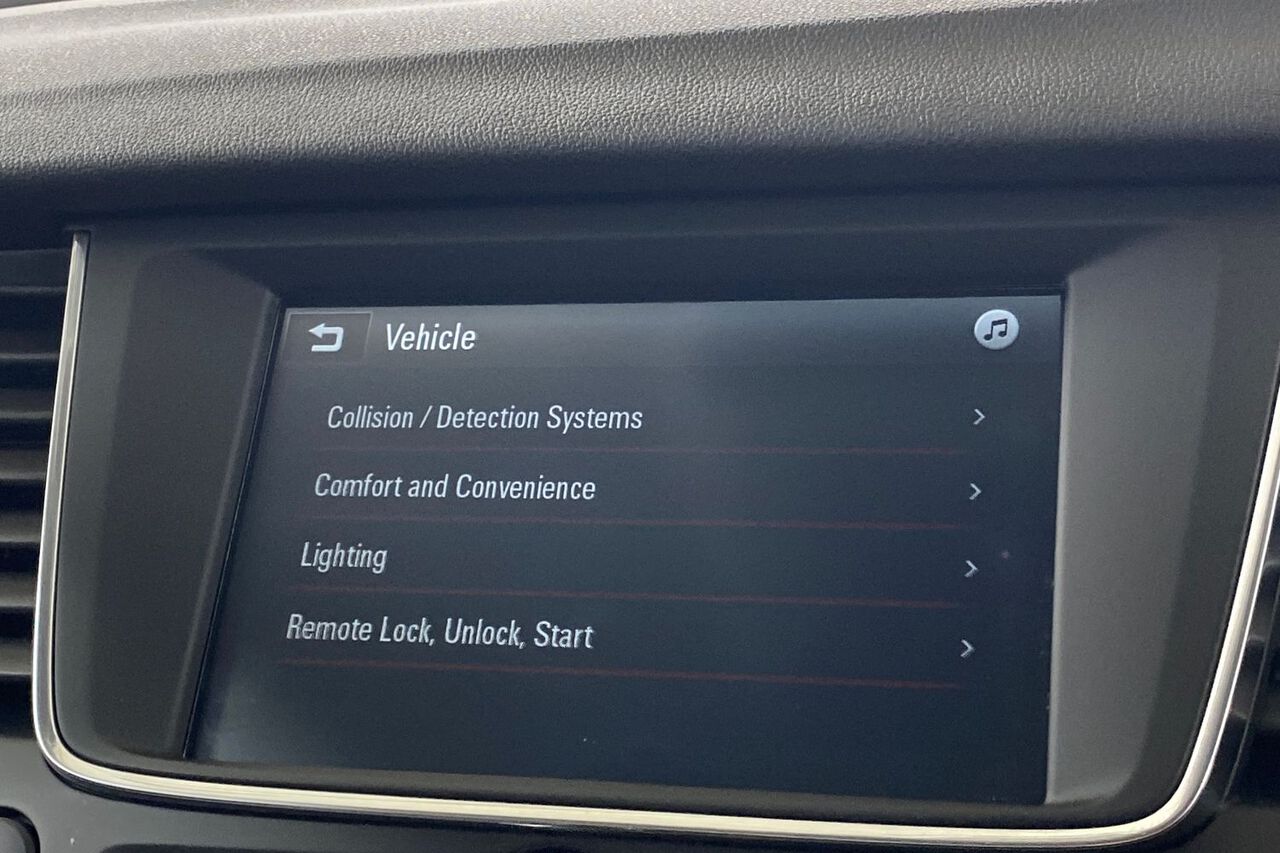 Vehicle
Collision / Detection Systems
Comfort and Convenience
Lighting
Remote Lock, Unlock, Start